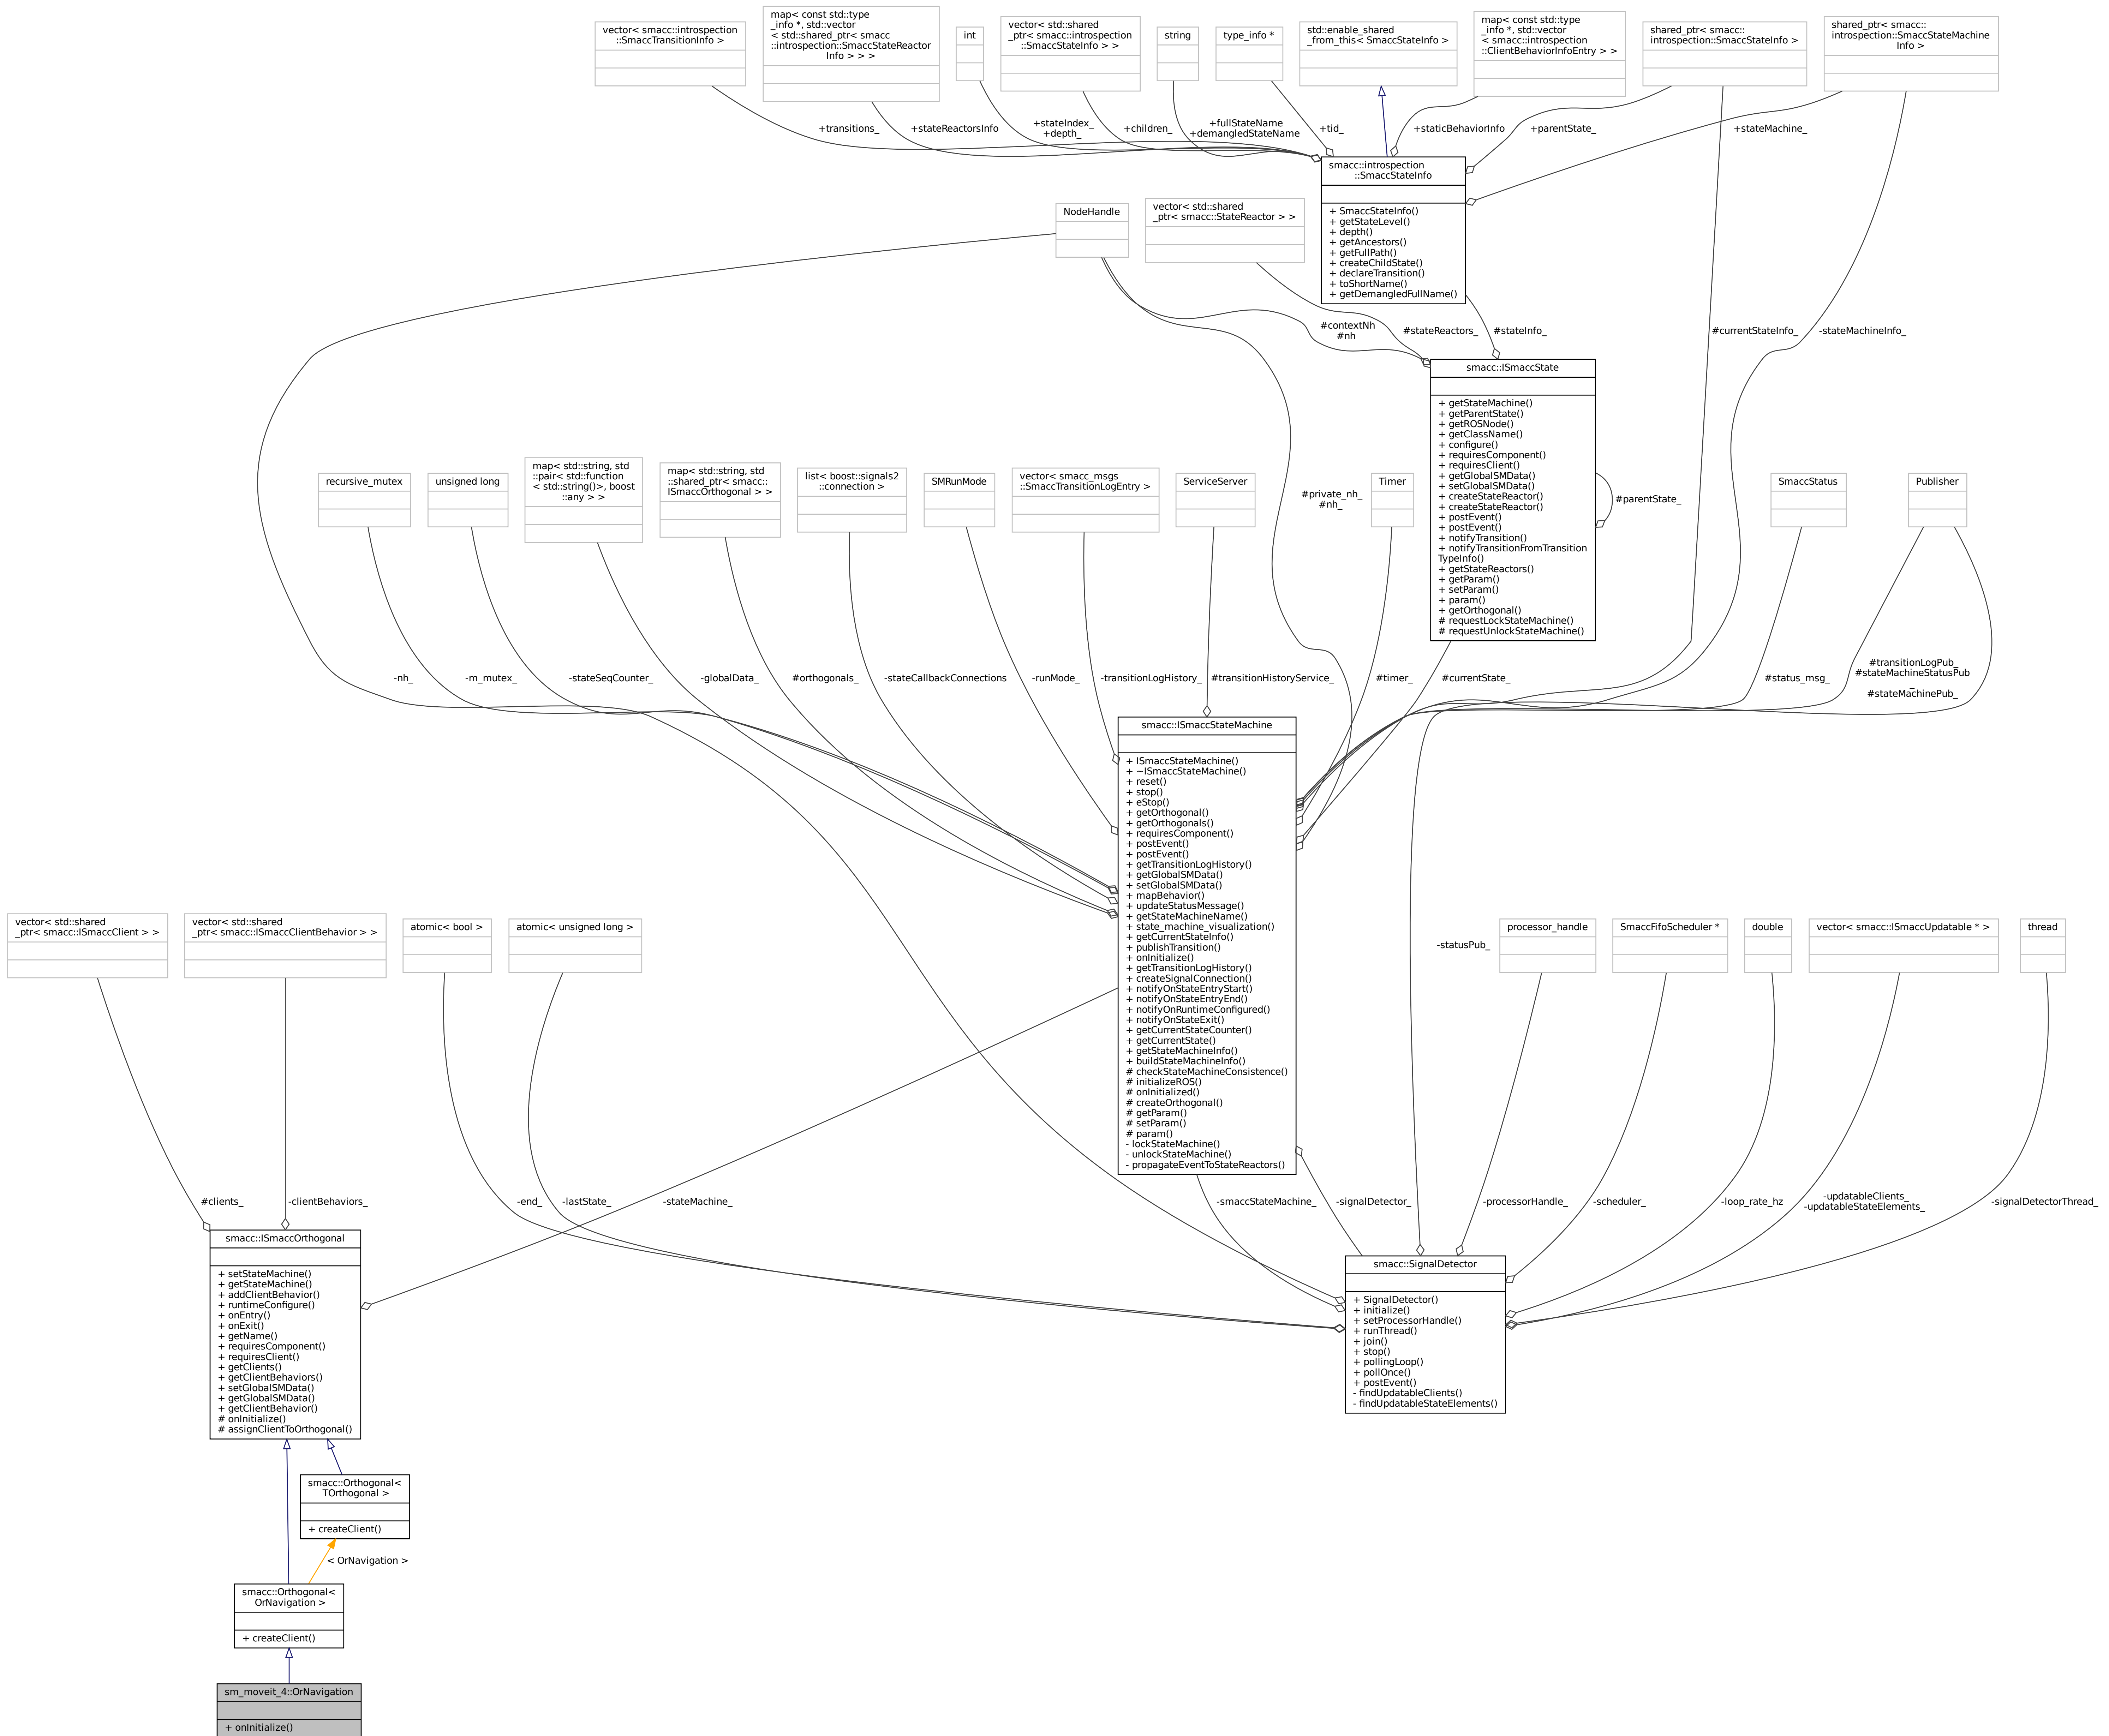 vector< smacc::introspection
::SmaccTransitionInfo >
map< const std::type
_info *, std::vector
< std::shared_ptr< smacc
::introspection::SmaccStateReactor
Info > > >
int
vector< std::shared
_ptr< smacc::introspection
::SmaccStateInfo > >
string
type_info *
std::enable_shared
_from_this< SmaccStateInfo >
map< const std::type
_info *, std::vector
< smacc::introspection
::ClientBehaviorInfoEntry > >
shared_ptr< smacc::
introspection::SmaccStateInfo >
shared_ptr< smacc::
introspection::SmaccStateMachine
Info >
+transitions_
+stateReactorsInfo
+stateIndex_
+depth_
+children_
+fullStateName
+demangledStateName
+tid_
+staticBehaviorInfo
+parentState_
+stateMachine_
smacc::introspection
::SmaccStateInfo
+ SmaccStateInfo()
+ getStateLevel()
+ depth()
+ getAncestors()
+ getFullPath()
+ createChildState()
+ declareTransition()
+ toShortName()
+ getDemangledFullName()
NodeHandle
vector< std::shared
_ptr< smacc::StateReactor > >
#contextNh
#nh
#stateReactors_
#stateInfo_
#currentStateInfo_
-stateMachineInfo_
smacc::ISmaccState
+ getStateMachine()
+ getParentState()
+ getROSNode()
+ getClassName()
+ configure()
+ requiresComponent()
+ requiresClient()
+ getGlobalSMData()
+ setGlobalSMData()
+ createStateReactor()
+ createStateReactor()
+ postEvent()
+ postEvent()
+ notifyTransition()
+ notifyTransitionFromTransition
TypeInfo()
+ getStateReactors()
+ getParam()
+ setParam()
+ param()
+ getOrthogonal()
# requestLockStateMachine()
# requestUnlockStateMachine()
#parentState_
recursive_mutex
unsigned long
map< std::string, std
::pair< std::function
< std::string()>, boost
::any > >
map< std::string, std
::shared_ptr< smacc::
ISmaccOrthogonal > >
list< boost::signals2
::connection >
SMRunMode
vector< smacc_msgs
::SmaccTransitionLogEntry >
ServiceServer
#private_nh_
#nh_
Timer
SmaccStatus
Publisher
-nh_
-m_mutex_
-stateSeqCounter_
-globalData_
#orthogonals_
-stateCallbackConnections
-runMode_
-transitionLogHistory_
#transitionHistoryService_
#timer_
#currentState_
#status_msg_
#transitionLogPub_
#stateMachineStatusPub
_
#stateMachinePub_
smacc::ISmaccStateMachine
+ ISmaccStateMachine()
+ ~ISmaccStateMachine()
+ reset()
+ stop()
+ eStop()
+ getOrthogonal()
+ getOrthogonals()
+ requiresComponent()
+ postEvent()
+ postEvent()
+ getTransitionLogHistory()
+ getGlobalSMData()
+ setGlobalSMData()
+ mapBehavior()
+ updateStatusMessage()
+ getStateMachineName()
+ state_machine_visualization()
+ getCurrentStateInfo()
+ publishTransition()
+ onInitialize()
+ getTransitionLogHistory()
+ createSignalConnection()
+ notifyOnStateEntryStart()
+ notifyOnStateEntryEnd()
+ notifyOnRuntimeConfigured()
+ notifyOnStateExit()
+ getCurrentStateCounter()
+ getCurrentState()
+ getStateMachineInfo()
+ buildStateMachineInfo()
# checkStateMachineConsistence()
# initializeROS()
# onInitialized()
# createOrthogonal()
# getParam()
# setParam()
# param()
- lockStateMachine()
- unlockStateMachine()
- propagateEventToStateReactors()
vector< std::shared
_ptr< smacc::ISmaccClient > >
vector< std::shared
_ptr< smacc::ISmaccClientBehavior > >
atomic< bool >
atomic< unsigned long >
-statusPub_
processor_handle
SmaccFifoScheduler *
double
vector< smacc::ISmaccUpdatable * >
thread
#clients_
-clientBehaviors_
-end_
-lastState_
-stateMachine_
-smaccStateMachine_
-signalDetector_
-processorHandle_
-scheduler_
-loop_rate_hz
-updatableClients_
-updatableStateElements_
-signalDetectorThread_
smacc::ISmaccOrthogonal
+ setStateMachine()
+ getStateMachine()
+ addClientBehavior()
+ runtimeConfigure()
+ onEntry()
+ onExit()
+ getName()
+ requiresComponent()
+ requiresClient()
+ getClients()
+ getClientBehaviors()
+ setGlobalSMData()
+ getGlobalSMData()
+ getClientBehavior()
# onInitialize()
# assignClientToOrthogonal()
smacc::SignalDetector
+ SignalDetector()
+ initialize()
+ setProcessorHandle()
+ runThread()
+ join()
+ stop()
+ pollingLoop()
+ pollOnce()
+ postEvent()
- findUpdatableClients()
- findUpdatableStateElements()
smacc::Orthogonal<
TOrthogonal >
+ createClient()
< OrNavigation >
smacc::Orthogonal<
OrNavigation >
+ createClient()
sm_moveit_4::OrNavigation
+ onInitialize()